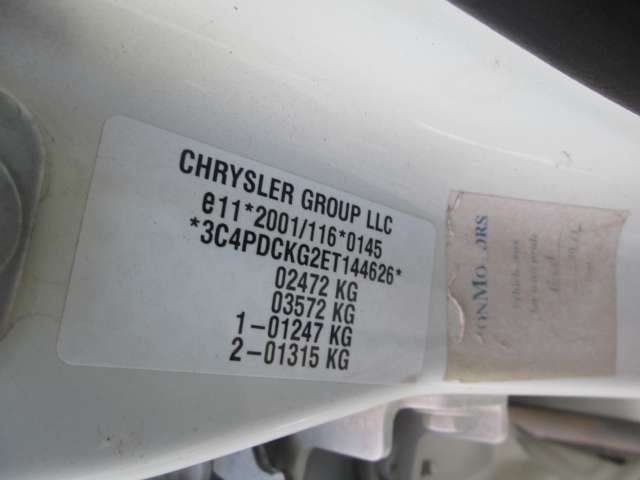 CHRYSLER GROUP LLC
e11*2001/116*0145
*3C4PDCKG2ET144626*
02472 KG
03572 KG
1-01247 KG
2-01315 KG